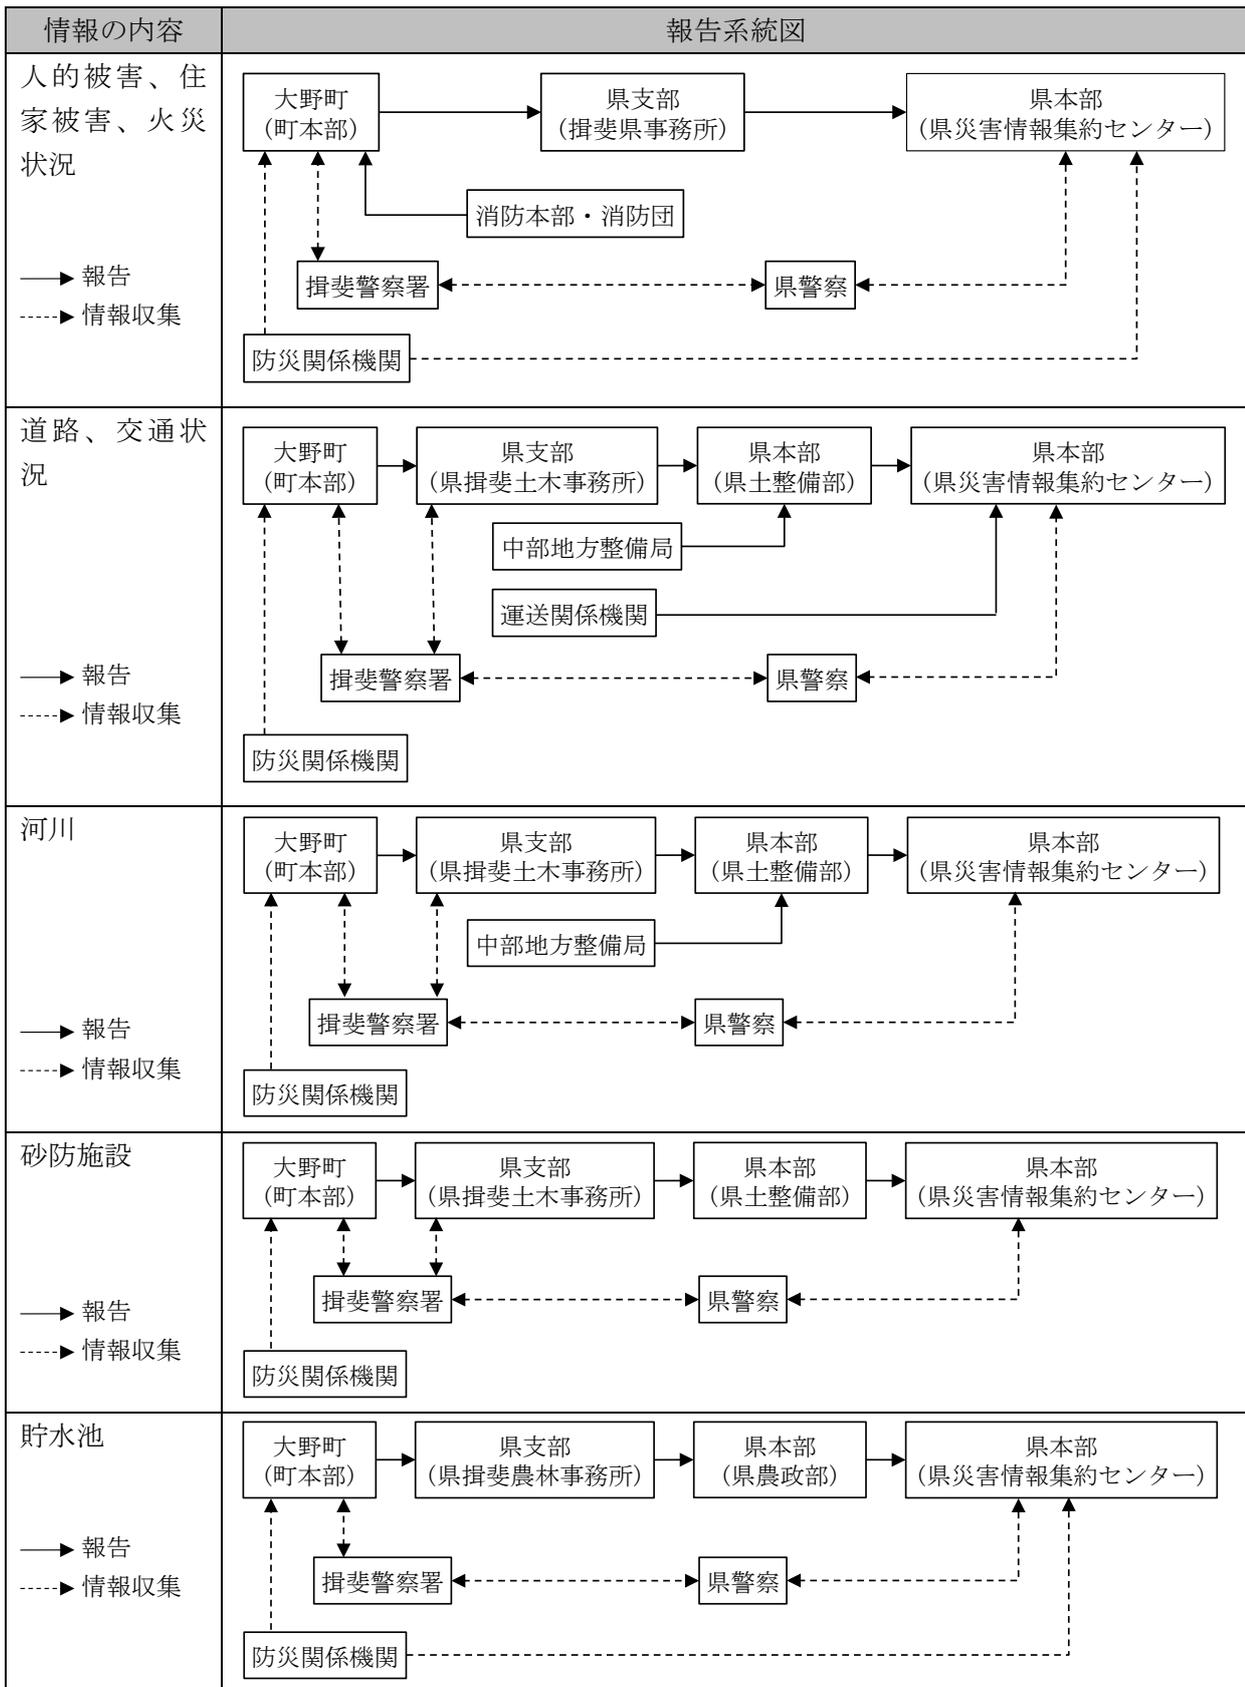 情報の内容
報告系統図
人的被害、住
家被害、火災
状況
報告
情報収集
大野町
（町本部）
県支部
（揖斐県事務所）
県本部
（県災害情報集約センター）
消防本部・消防団
揖斐警察署
県警察
防災関係機関
道路、交通状
況
報告
情報収集
大野町
（町本部）
県支部
（県揖斐土木事務所）
県本部
（県土整備部）
県本部
（県災害情報集約センター）
中部地方整備局
運送関係機関
揖斐警察署
県警察
防災関係機関
河川
報告
情報収集
大野町
（町本部）
県支部
（県揖斐土木事務所）
県本部
（県土整備部）
県本部
（県災害情報集約センター）
中部地方整備局
揖斐警察署
県警察
防災関係機関
砂防施設
報告
情報収集
大野町
（町本部）
県支部
（県揖斐土木事務所）
県本部
（県土整備部）
県本部
（県災害情報集約センター）
揖斐警察署
県警察
防災関係機関
貯水池
報告
情報収集
大野町
（町本部）
県支部
（県揖斐農林事務所）
県本部
（県農政部）
県本部
（県災害情報集約センター）
揖斐警察署
県警察
防災関係機関